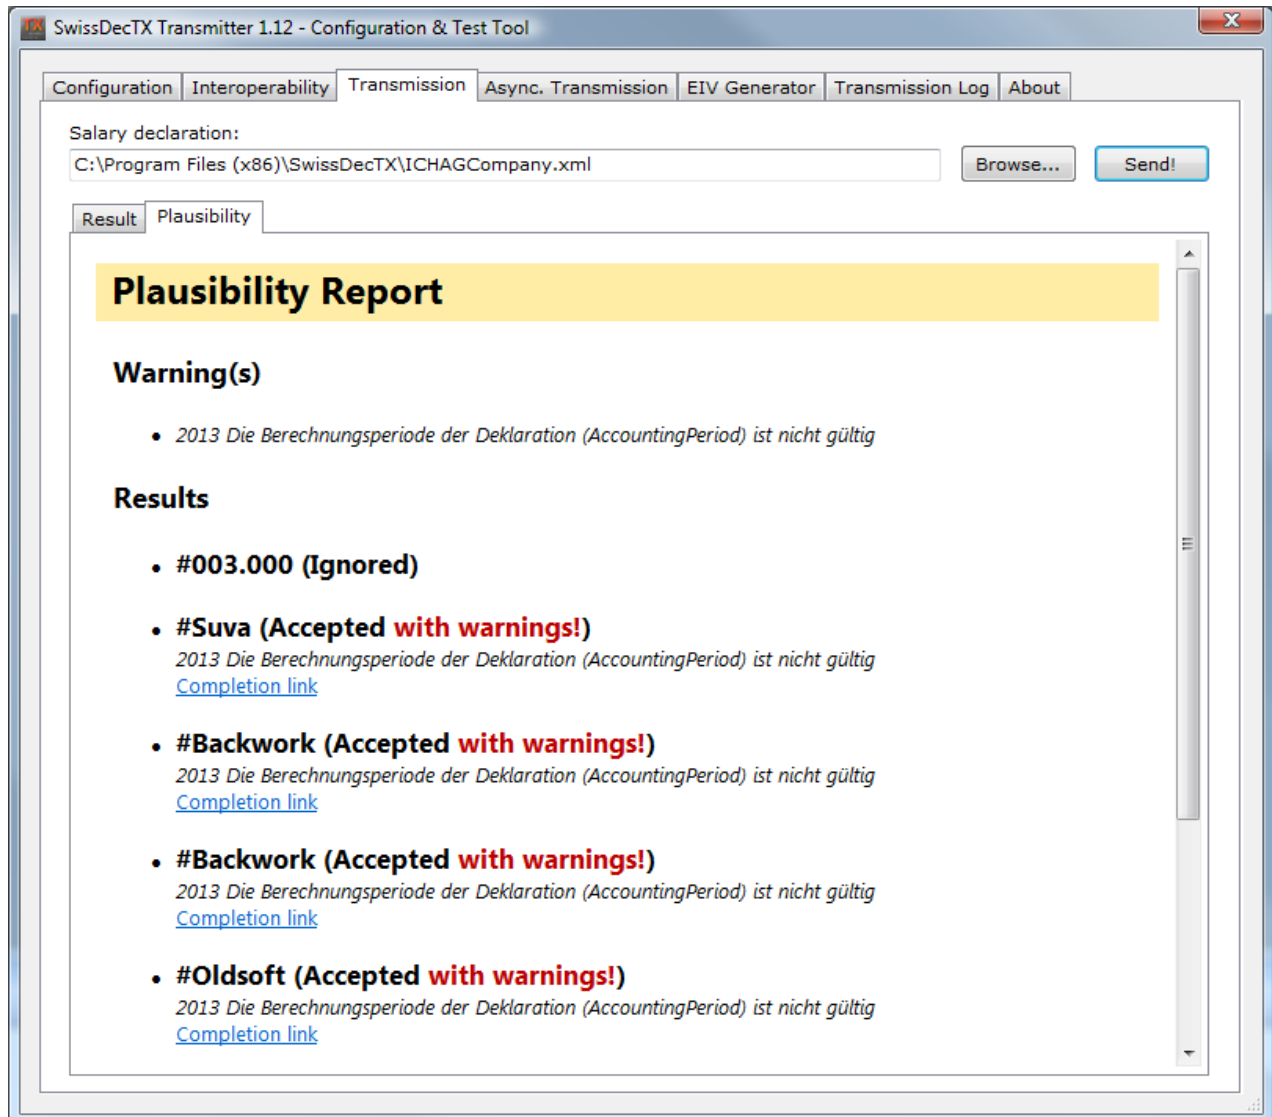 TX SwissDecTX Transmitter 1.12 - Configuration & Test Tool
Configuration Interoperability Transmission Async. Transmission EIV Generator Transmission Log About
Salary declaration:
C:\Program Files (x86)\SwissDecTX\ICHAGCompany.xml Browse... Send!
Result Plausibility
Plausibility Report
Warning(s)
• 2013 Die Berechnungsperiode der Deklaration (AccountingPeriod) ist nicht gültig
Results
• #003.000 (Ignored)
• #Suva (Accepted with warnings!)
2013 Die Berechnungsperiode der Deklaration (AccountingPeriod) ist nicht gültig
Completion link
• #Backwork (Accepted with warnings!)
2013 Die Berechnungsperiode der Deklaration (AccountingPeriod) ist nicht gültig
Completion link
• #Backwork (Accepted with warnings!)
2013 Die Berechnungsperiode der Deklaration (AccountingPeriod) ist nicht gültig
Completion link
• #Oldsoft (Accepted with warnings!)
2013 Die Berechnungsperiode der Deklaration (AccountingPeriod) ist nicht gültig
Completion link